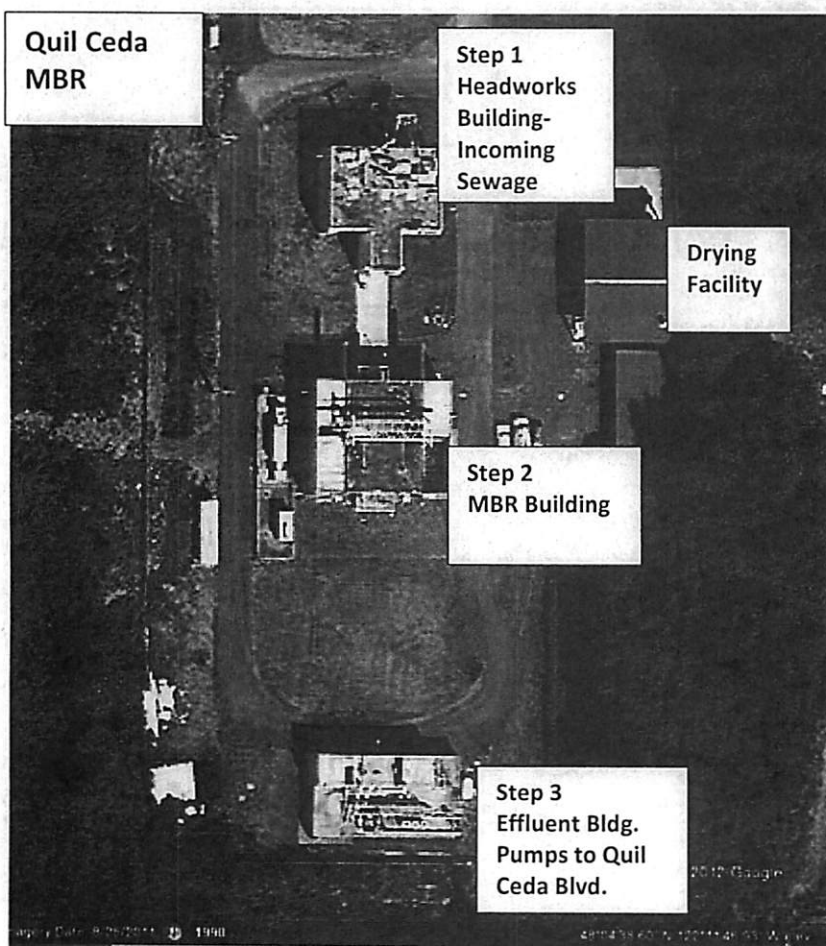 Quil Ceda
MBR
Step 1
Headworks
Building-
Incoming
Sewage
Drying
Facility
Step 2
MBR Building
Step 3
Effluent Bldg.
Pumps to Quil
Ceda Blvd.
2012 Google
1990